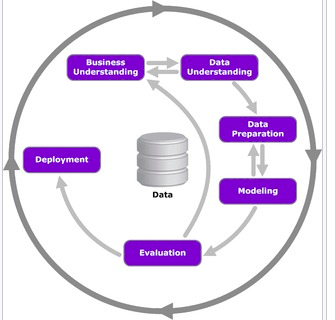 Business
Understanding
Data
Understanding
Data
Preparation
Deployment
Modeling
Data
Evaluation